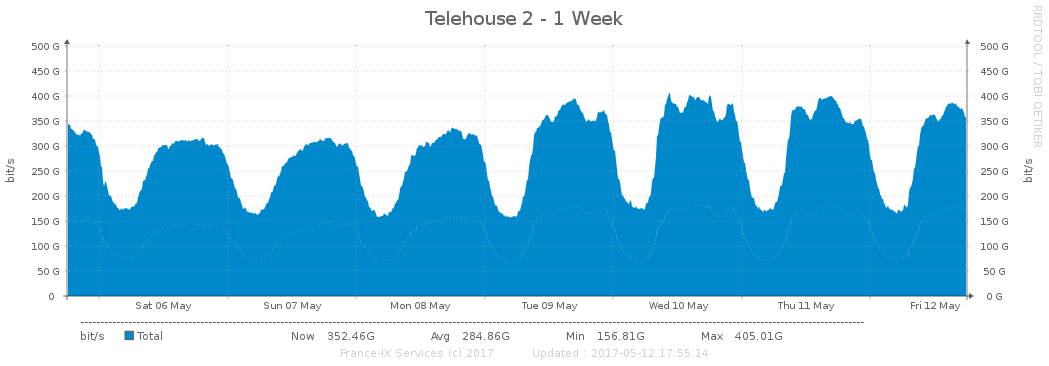 Telehouse 2 - 1 Week
RRDTOOL / TOBI OETIKER
bit/s
500 G 500 G
450 G 450 G
400 G 400 G
350 G 350 G
300 G 300 G
250 G 250 G
200 G 200 G
150 G 150 G
100 G 100 G
50 G 50 G
0 0 G
bit/s
Sat 06 May Sun 07 May Mon 08 May Tue 09 May Wed 10 May Thu 11 May Fri 12 May
bit/s Total Now 352.46G Avg 284.86G Min 156.81G Max 405.01G
France-IX Services (c) 2017 Updated : 2017-05-12 17:55:14